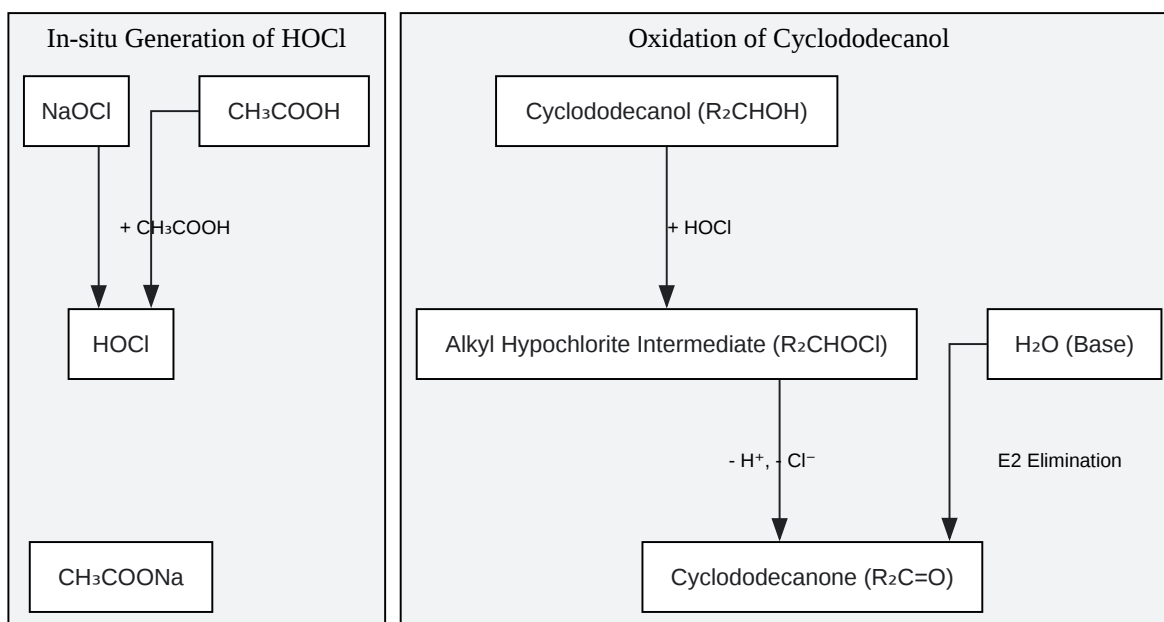 In-situ Generation of HOCl
NaOCl
CH₃COOH
+ CH₃COOH
HOCl
CH₃COONa
Oxidation of Cyclododecanol
Cyclododecanol (R₂CHOH)
+ HOCl
Alkyl Hypochlorite Intermediate (R₂CHOCl)
H₂O (Base)
- H⁺, - Cl⁻
E2 Elimination
Cyclododecanone (R₂C=O)